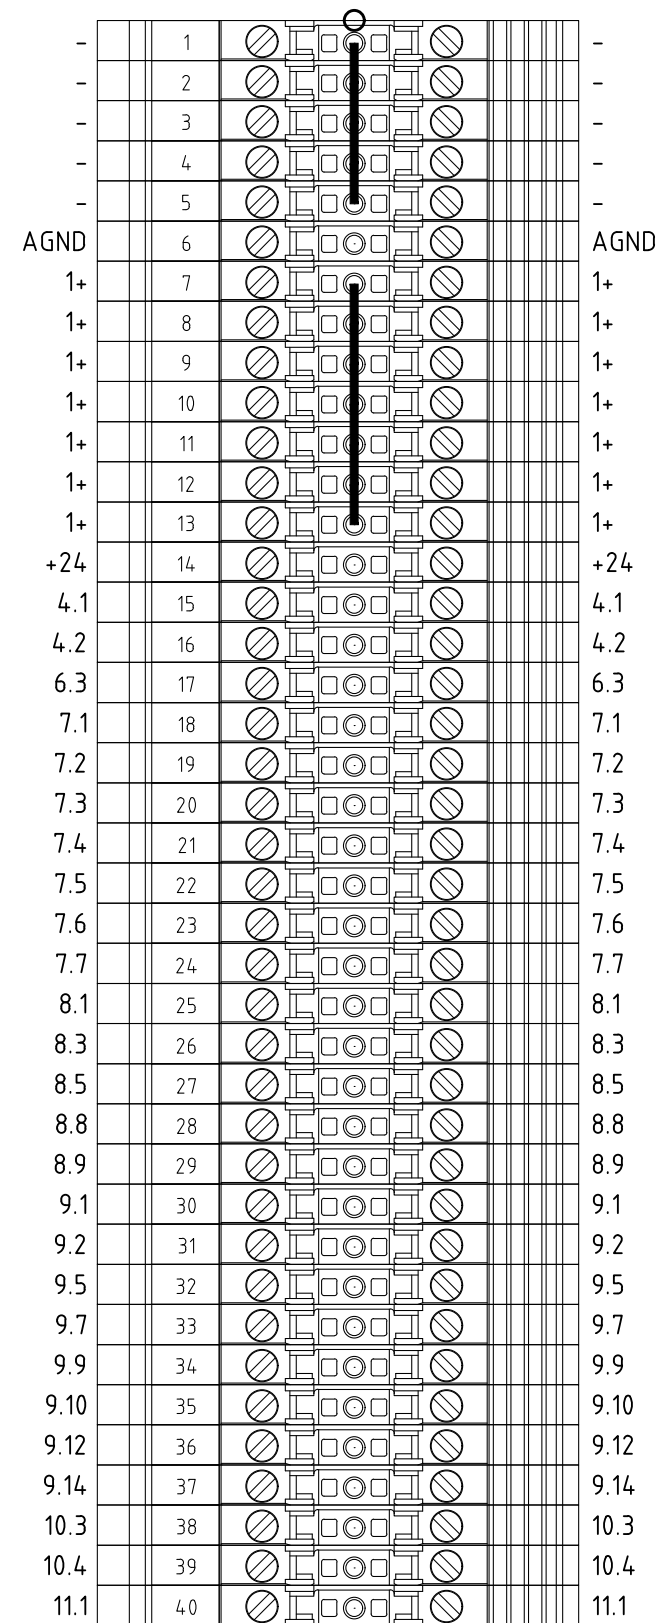 – 1 –
– 2 –
– 3 –
– 4 –
– 5 –
AGND 6 AGND
1+ 7 1+
1+ 8 1+
1+ 9 1+
1+ 10 1+
1+ 11 1+
1+ 12 1+
1+ 13 1+
+24 14 +24
4.1 15 4.1
4.2 16 4.2
6.3 17 6.3
7.1 18 7.1
7.2 19 7.2
7.3 20 7.3
7.4 21 7.4
7.5 22 7.5
7.6 23 7.6
7.7 24 7.7
8.1 25 8.1
8.3 26 8.3
8.5 27 8.5
8.8 28 8.8
8.9 29 8.9
9.1 30 9.1
9.2 31 9.2
9.5 32 9.5
9.7 33 9.7
9.9 34 9.9
9.10 35 9.10
9.12 36 9.12
9.14 37 9.14
10.3 38 10.3
10.4 39 10.4
11.1 40 11.1